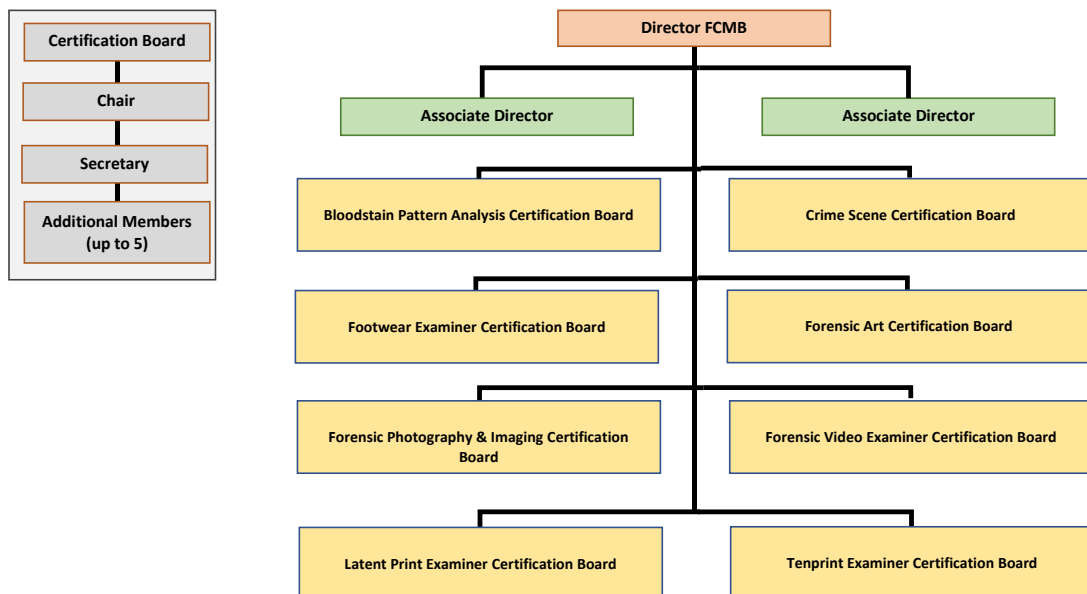 Certification Board
Chair
Secretary
Additional Members
(up to 5)
Director FCMB
Associate Director
Associate Director
Bloodstain Pattern Analysis Certification Board
Crime Scene Certification Board
Footwear Examiner Certification Board
Forensic Art Certification Board
Forensic Photography & Imaging Certification
Board
Forensic Video Examiner Certification Board
Latent Print Examiner Certification Board
Tenprint Examiner Certification Board